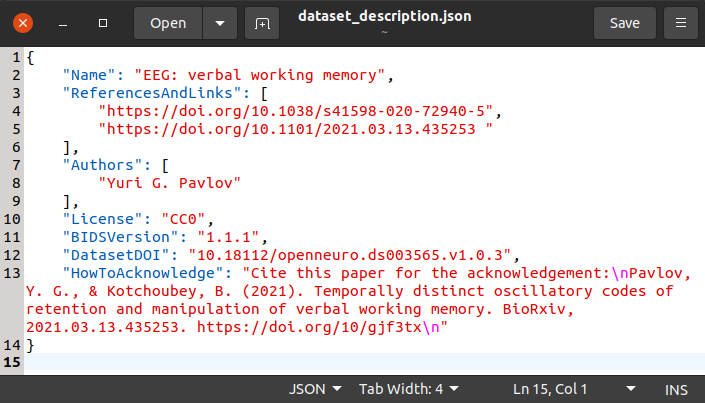 Open
dataset_description.json
~
Save
1 {
2     "Name": "EEG: verbal working memory",
3     "ReferencesAndLinks": [
4         "https://doi.org/10.1038/s41598-020-72940-5",
5         "https://doi.org/10.1101/2021.03.13.435253 "
6     ],
7     "Authors": [
8         "Yuri G. Pavlov"
9     ],
10     "License": "CC0",
11     "BIDSVersion": "1.1.1",
12     "DatasetDOI": "10.18112/openneuro.ds003565.v1.0.3",
13     "HowToAcknowledge": "Cite this paper for the acknowledgement:\nPavlov,
Y. G., & Kotchoubey, B. (2021). Temporally distinct oscillatory codes of
retention and manipulation of verbal working memory. BioRxiv,
2021.03.13.435253. https://doi.org/10/gjf3tx\n"
14 }
15
JSON Tab Width: 4 Ln 15, Col 1 INS